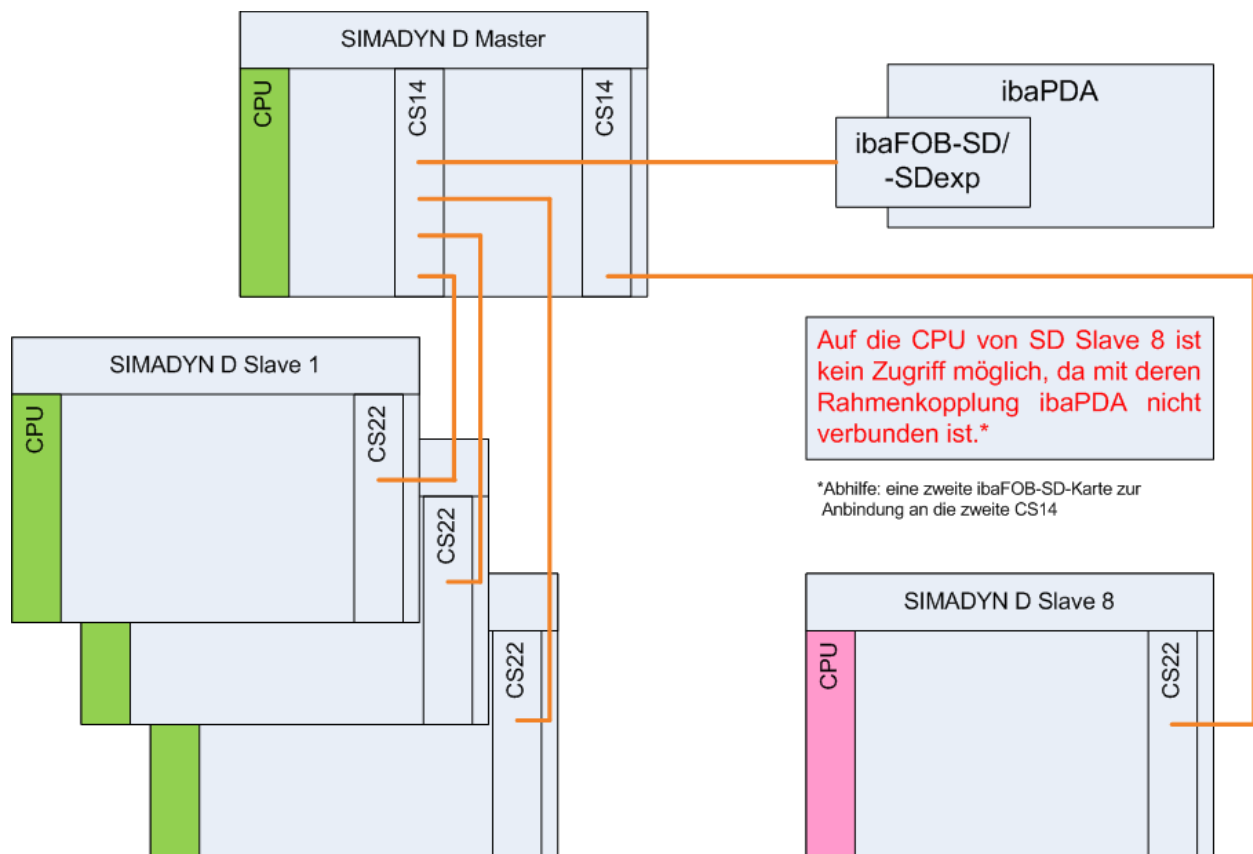 SIMADYN D Master
CPU
CS14
CS14
ibaPDA
ibaFOB-SD/
-SDexp
SIMADYN D Slave 1
CPU
CS22
CS22
CS22
Auf die CPU von SD Slave 8 ist
kein Zugriff möglich, da mit deren
Rahmenkopplung ibaPDA nicht
verbunden ist.*
*Abhilfe: eine zweite ibaFOB-SD-Karte zur
Anbindung an die zweite CS14
SIMADYN D Slave 8
CPU
CS22